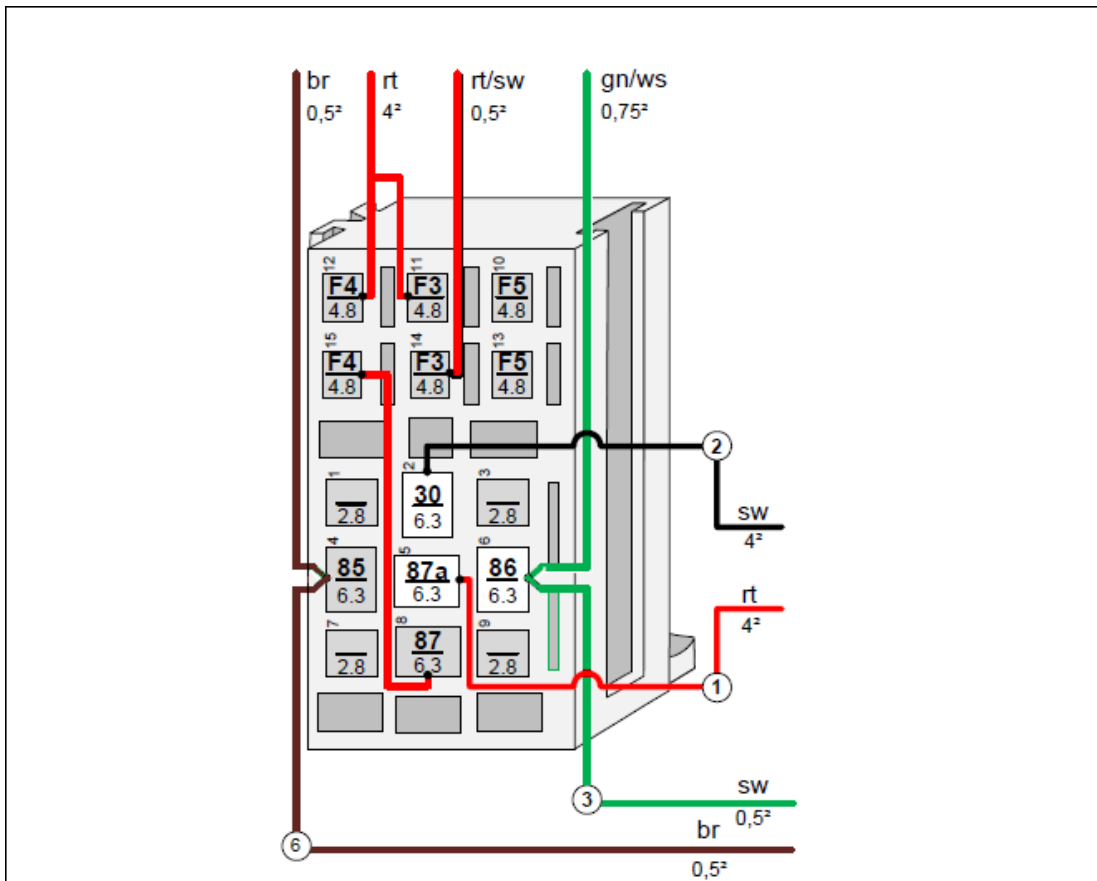 br rt rt/sw gn/ws
0,5² 4² 0,5² 0,75²
12 11 10
F4 F3 F5
4.8 4.8 4.8
15 14 13
F4 F3 F5
4.8 4.8 4.8
2
1 2 3
30
2.8 6.3 2.8
sw
4²
4 5 6
85 87a 86
6.3 6.3 6.3
rt
4²
7 8 9
87
2.8 6.3 2.8
1
3
sw
0,5²
6
br
0,5²